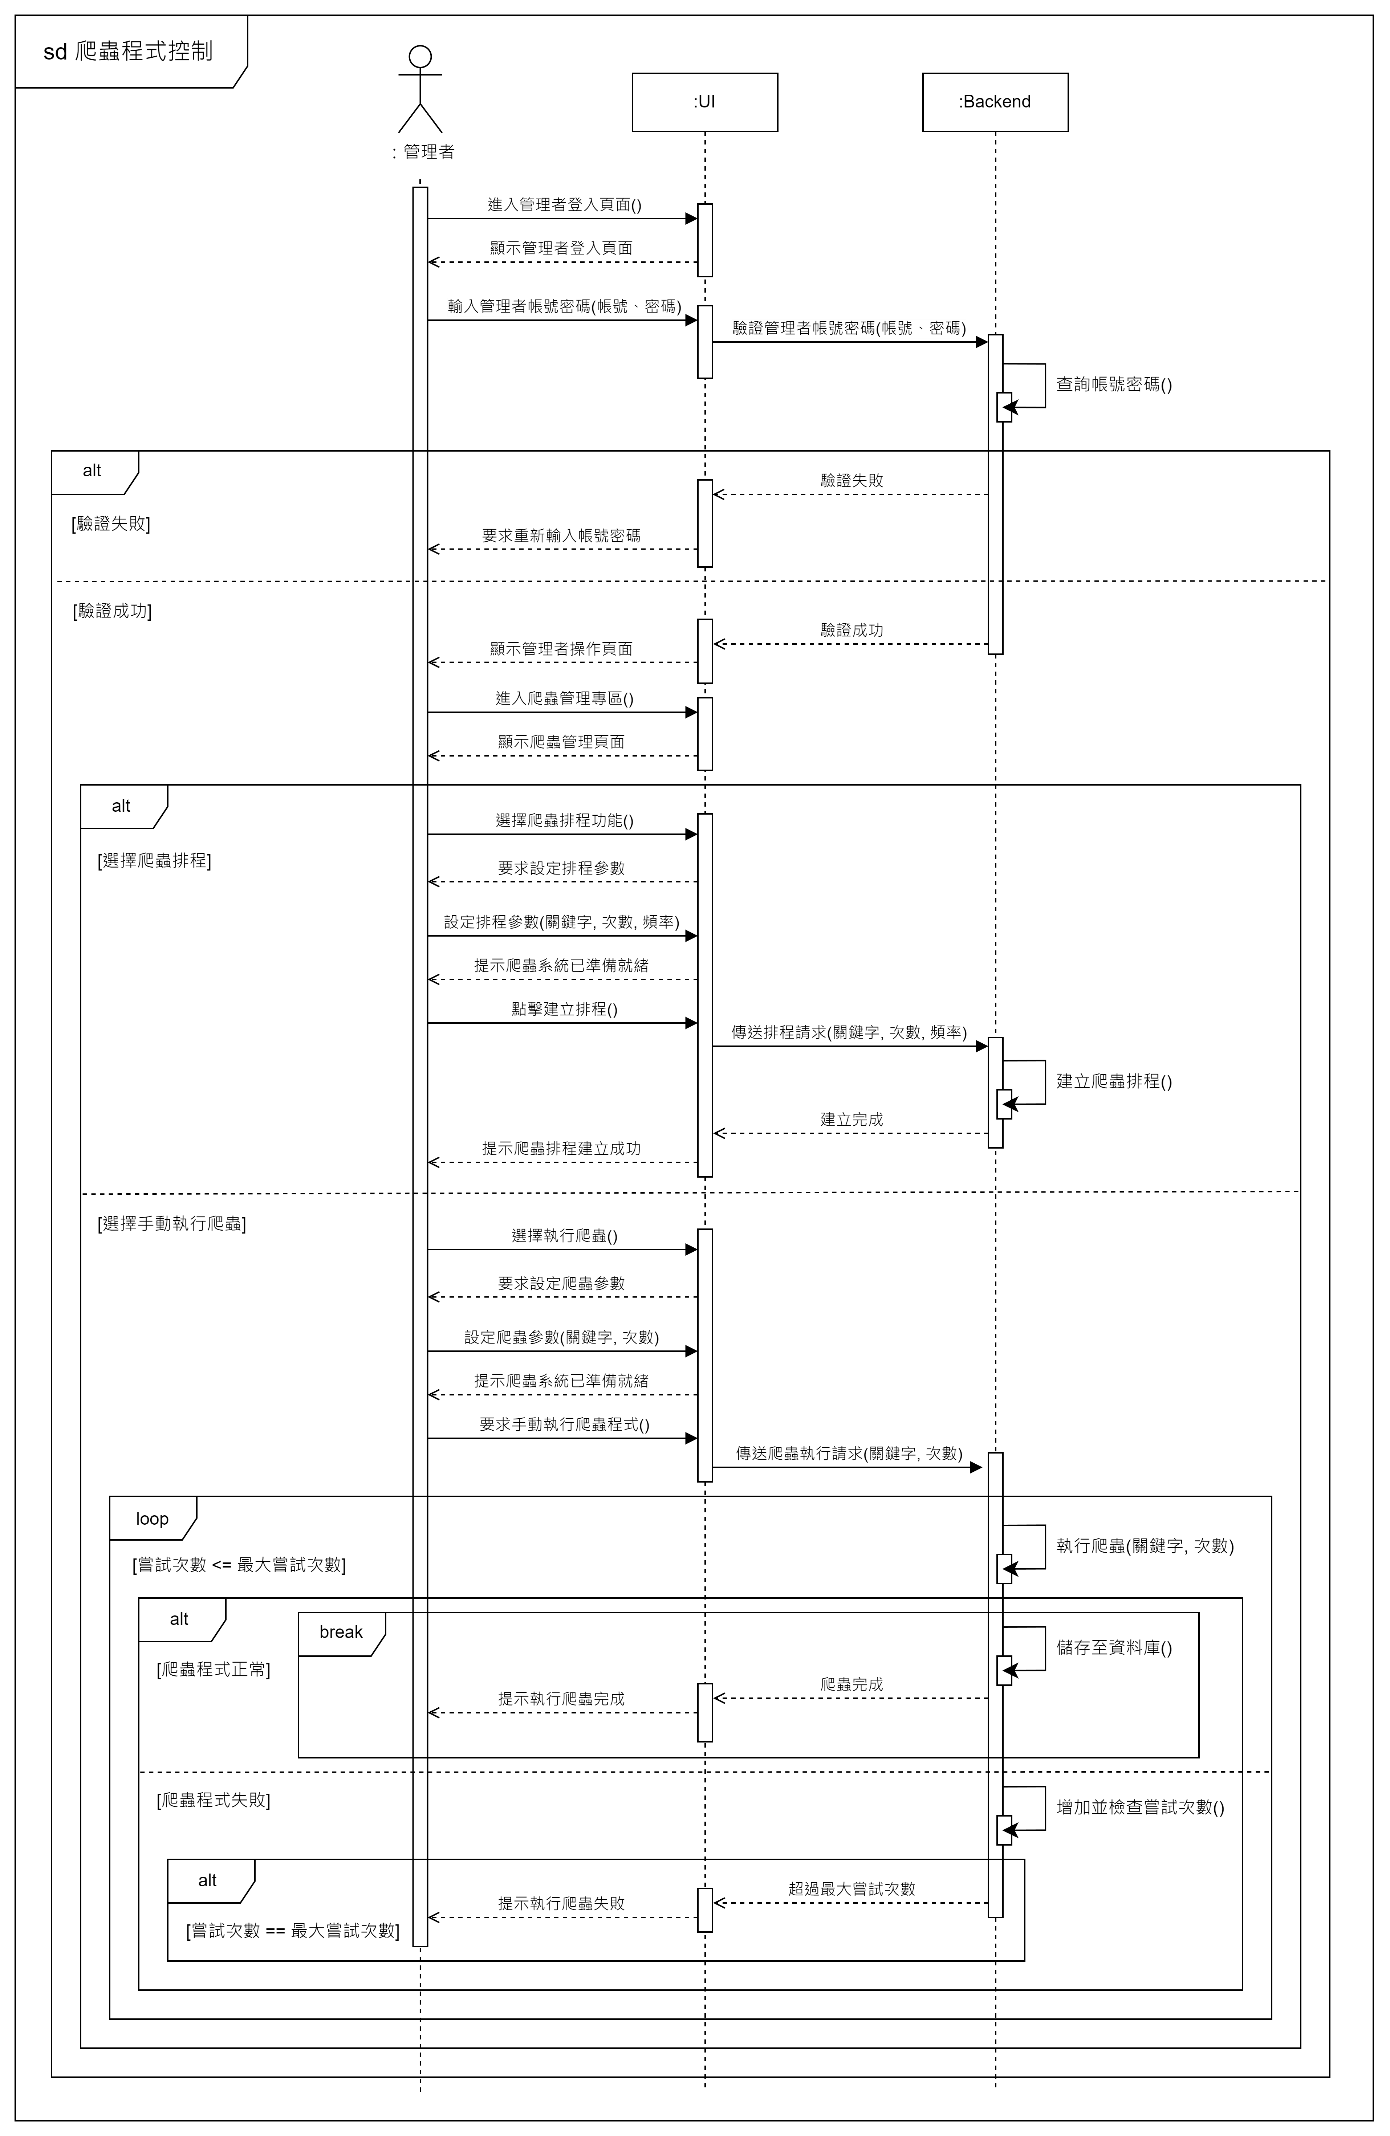 sd 爬蟲程式控制
: 管理者
:UI
:Backend
進入管理者登入頁面()
顯示管理者登入頁面
輸入管理者帳號密碼(帳號、密碼)
驗證管理者帳號密碼(帳號、密碼)
查詢帳號密碼()
alt
[驗證失敗]
驗證失敗
要求重新輸入帳號密碼
[驗證成功]
驗證成功
顯示管理者操作頁面
進入爬蟲管理專區()
顯示爬蟲管理頁面
alt
[選擇爬蟲排程]
選擇爬蟲排程功能()
要求設定排程參數
設定排程參數(關鍵字, 次數, 頻率)
提示爬蟲系統已準備就緒
點擊建立排程()
傳送排程請求(關鍵字, 次數, 頻率)
建立爬蟲排程()
建立完成
提示爬蟲排程建立成功
[選擇手動執行爬蟲]
選擇執行爬蟲()
要求設定爬蟲參數
設定爬蟲參數(關鍵字, 次數)
提示爬蟲系統已準備就緒
要求手動執行爬蟲程式()
傳送爬蟲執行請求(關鍵字, 次數)
loop
[嘗試次數 <= 最大嘗試次數]
執行爬蟲(關鍵字, 次數)
alt
[爬蟲程式正常]
break
儲存至資料庫()
爬蟲完成
提示執行爬蟲完成
[爬蟲程式失敗]
增加並檢查嘗試次數()
alt
[嘗試次數 == 最大嘗試次數]
超過最大嘗試次數
提示執行爬蟲失敗